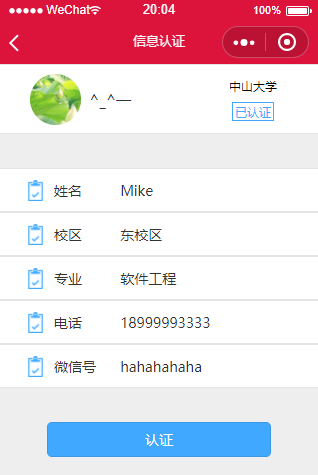 WeChat 20:04 100%
信息认证
^_^—
中山大学
已认证
姓名 Mike
校区 东校区
专业 软件工程
电话 18999993333
微信号 hahahahaha
认证